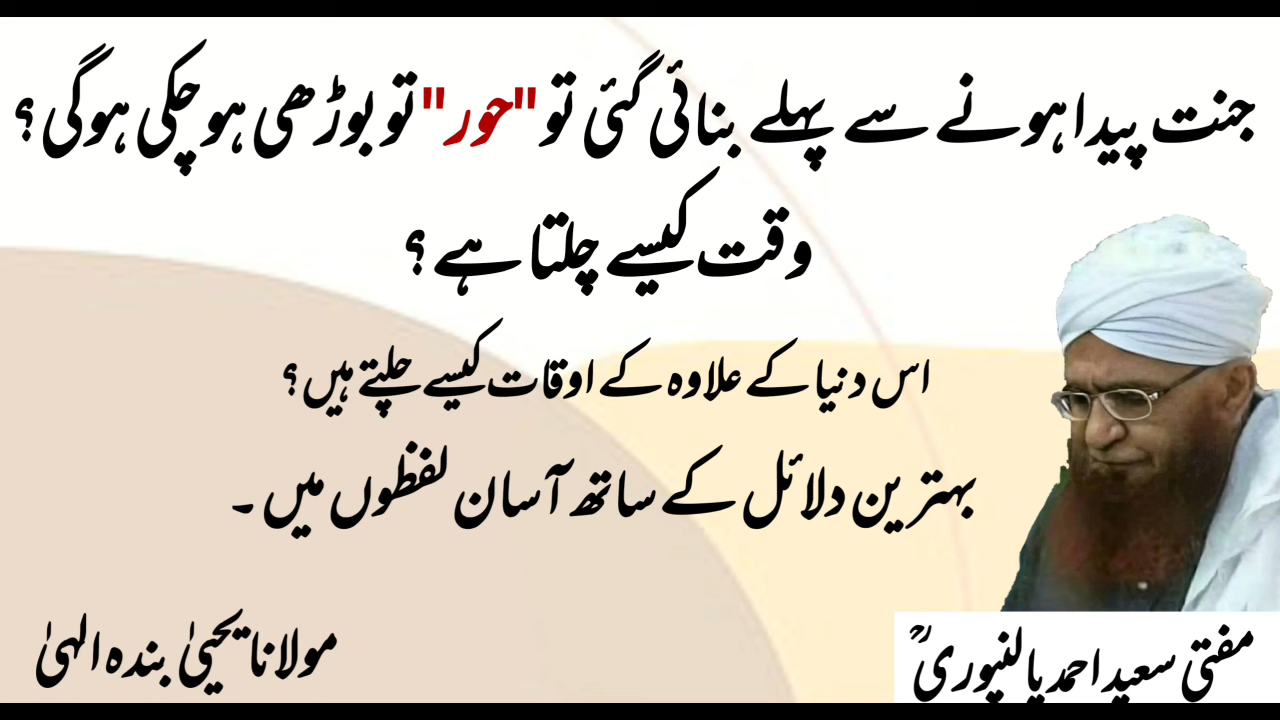 جنت پیدا ہونے سے پہلے بنائی گئی تو "حور" تو بوڑھی ہو چکی ہوگی؟
وقت کیسے چلتا ہے؟
اس دنیا کے علاوہ کے اوقات کیسے چلتے ہیں؟
بہترین دلائل کے ساتھ آسان لفظوں میں۔
مفتی سعید احمد پالنپوریؒ
مولانا یحییٰ بندہ الہیٰ